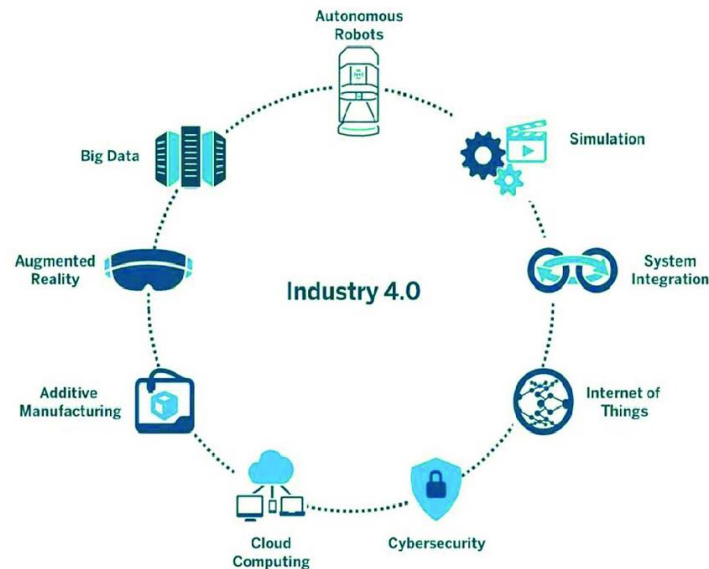 Autonomous
Robots
Simulation
Big Data
System
Integration
Augmented
Reality
Industry 4.0
Internet of
Things
Additive
Manufacturing
Cloud
Computing
Cybersecurity